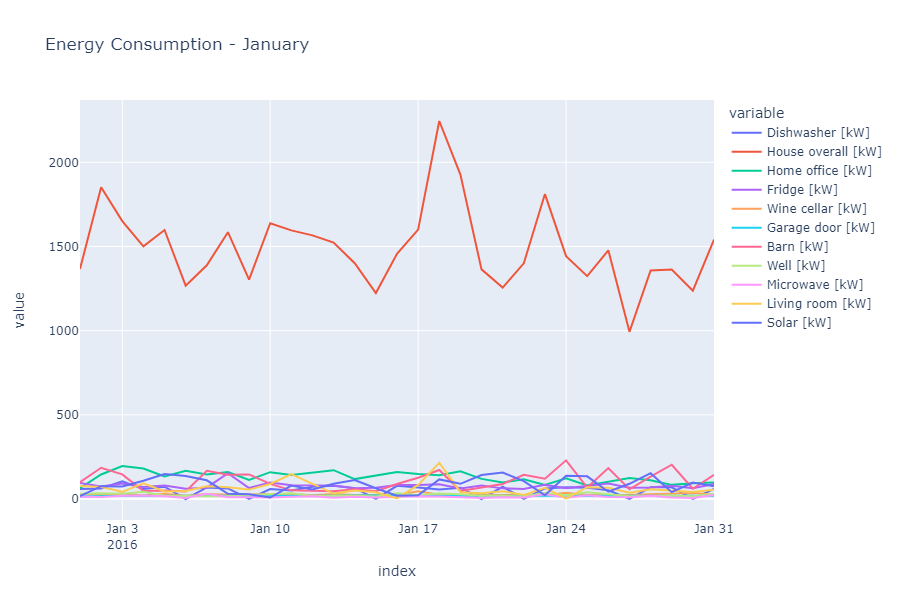 Energy Consumption - January
variable
Dishwasher [kW]
House overall [kW]
Home office [kW]
Fridge [kW]
Wine cellar [kW]
Garage door [kW]
Barn [kW]
Well [kW]
Microwave [kW]
Living room [kW]
Solar [kW]
value
2000
1500
1000
500
0
Jan 3
2016
Jan 10
Jan 17
Jan 24
Jan 31
index